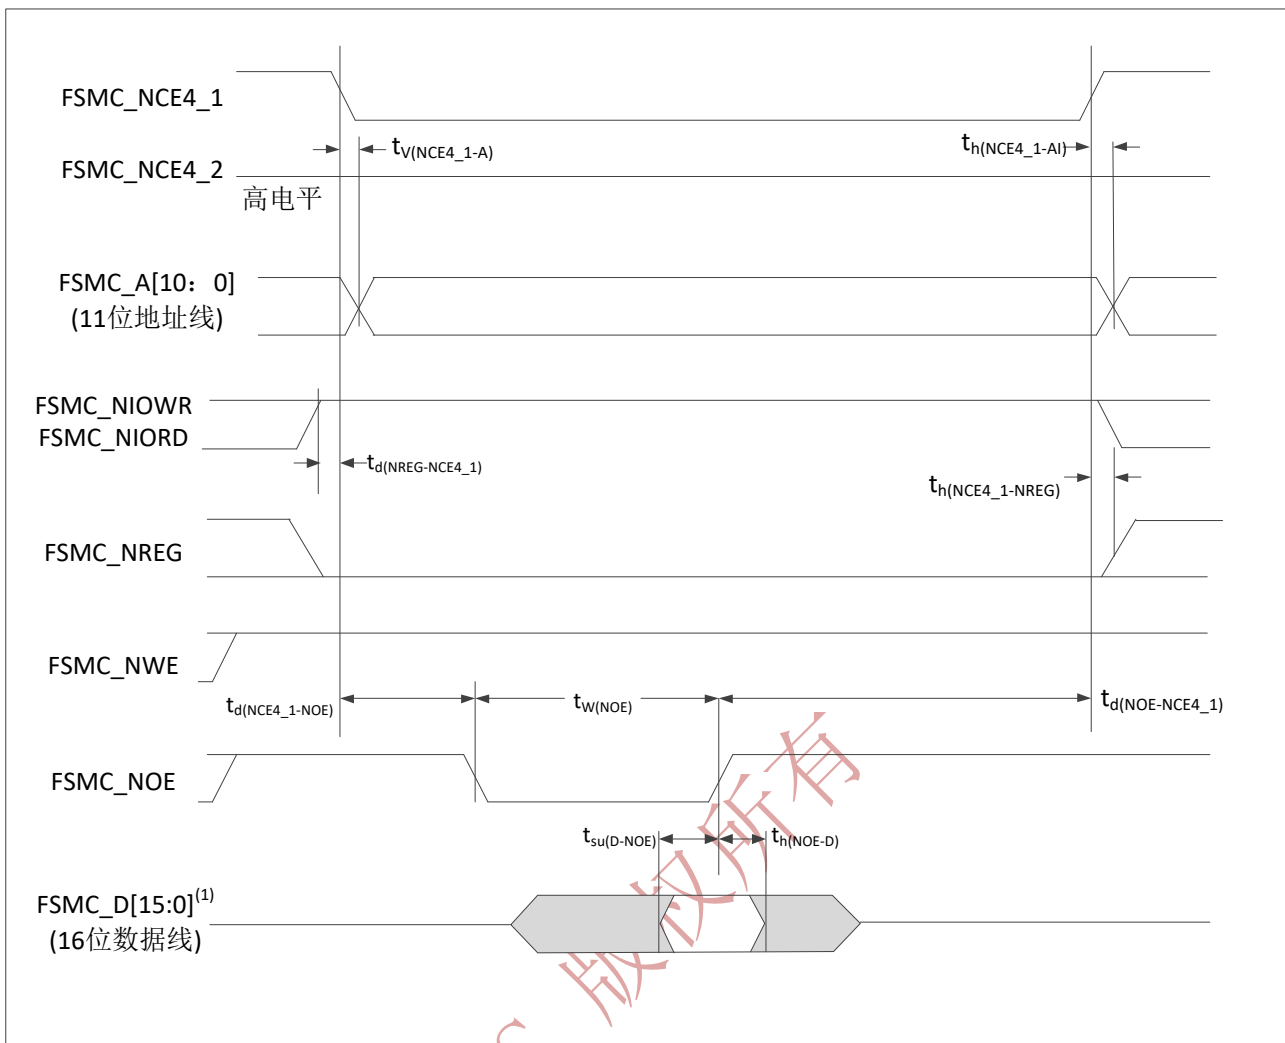 FSMC_NCE4_1
tV(NCE4_1-A)
th(NCE4_1-AI)
FSMC_NCE4_2
高电平
FSMC_A[10：0]
(11位地址线)
FSMC_NIOWR
FSMC_NIORD
td(NREG-NCE4_1)
th(NCE4_1-NREG)
FSMC_NREG
FSMC_NWE
td(NCE4_1-NOE)
tW(NOE)
td(NOE-NCE4_1)
FSMC_NOE
tsu(D-NOE)
th(NOE-D)
FSMC_D[15:0](1)
(16位数据线)
版权所有